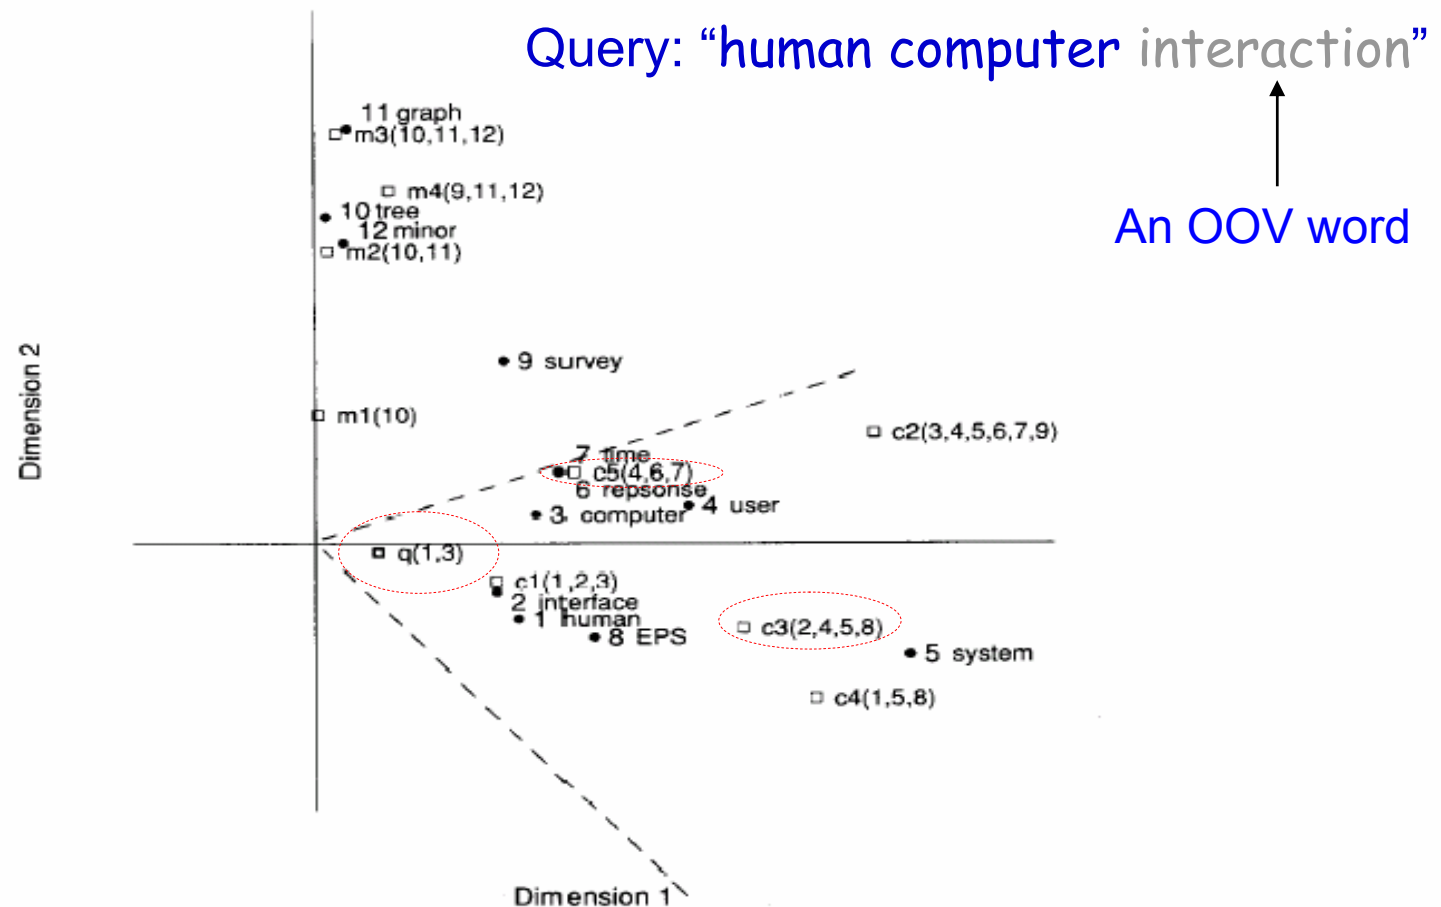 Query: “human computer interaction”
An OOV word
11 graph
m3(10,11,12)
m4(9,11,12)
10 tree
12 minor
m2(10,11)
Dimension 2
9 survey
m1(10)
c2(3,4,5,6,7,9)
7 time
c5(4,6,7)
6 repsonse
4 user
3. computer
q(1,3)
c1(1,2,3)
2 interface
1 human
8 EPS
c3(2,4,5,8)
5 system
c4(1,5,8)
Dimension 1